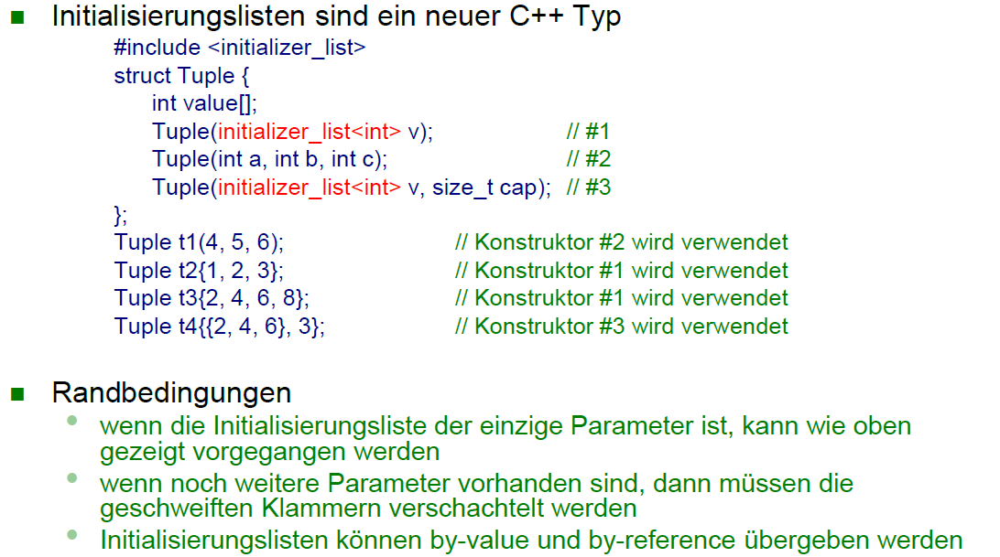 Initialisierungslisten sind ein neuer C++ Typ
#include <initializer_list>
struct Tuple {
int value[];
Tuple(initializer_list<int> v); // #1
Tuple(int a, int b, int c); // #2
Tuple(initializer_list<int> v, size_t cap); // #3
};
Tuple t1(4, 5, 6); // Konstruktor #2 wird verwendet
Tuple t2{1, 2, 3}; // Konstruktor #1 wird verwendet
Tuple t3{2, 4, 6, 8}; // Konstruktor #1 wird verwendet
Tuple t4{{2, 4, 6}, 3}; // Konstruktor #3 wird verwendet
Randbedingungen
wenn die Initialisierungsliste der einzige Parameter ist, kann wie oben
gezeigt vorgegangen werden
wenn noch weitere Parameter vorhanden sind, dann müssen die
geschweiften Klammern verschachtelt werden
Initialisierungslisten können by-value und by-reference übergeben werden